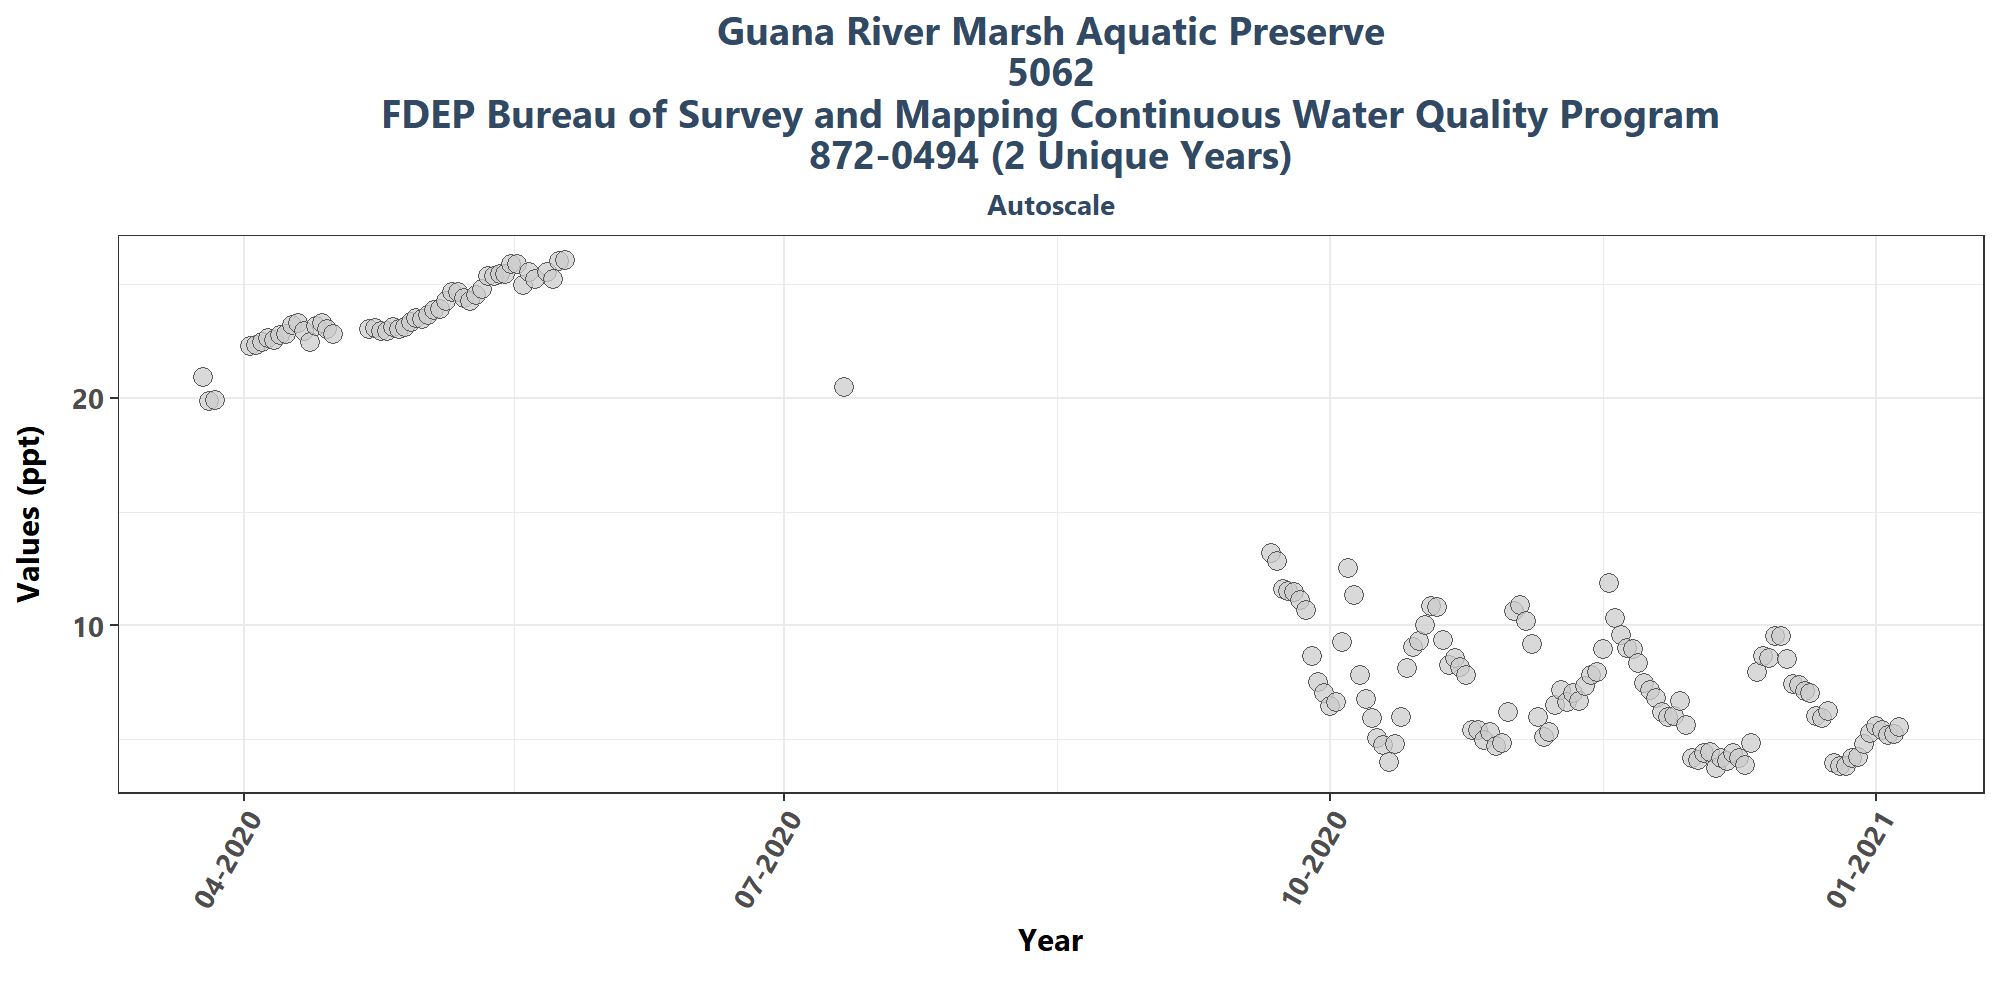 Guana River Marsh Aquatic Preserve
5062
FDEP Bureau of Survey and Mapping Continuous Water Quality Program
872-0494 (2 Unique Years)
Autoscale
Values (ppt)
20
10
04-2020
07-2020
10-2020
01-2021
Year